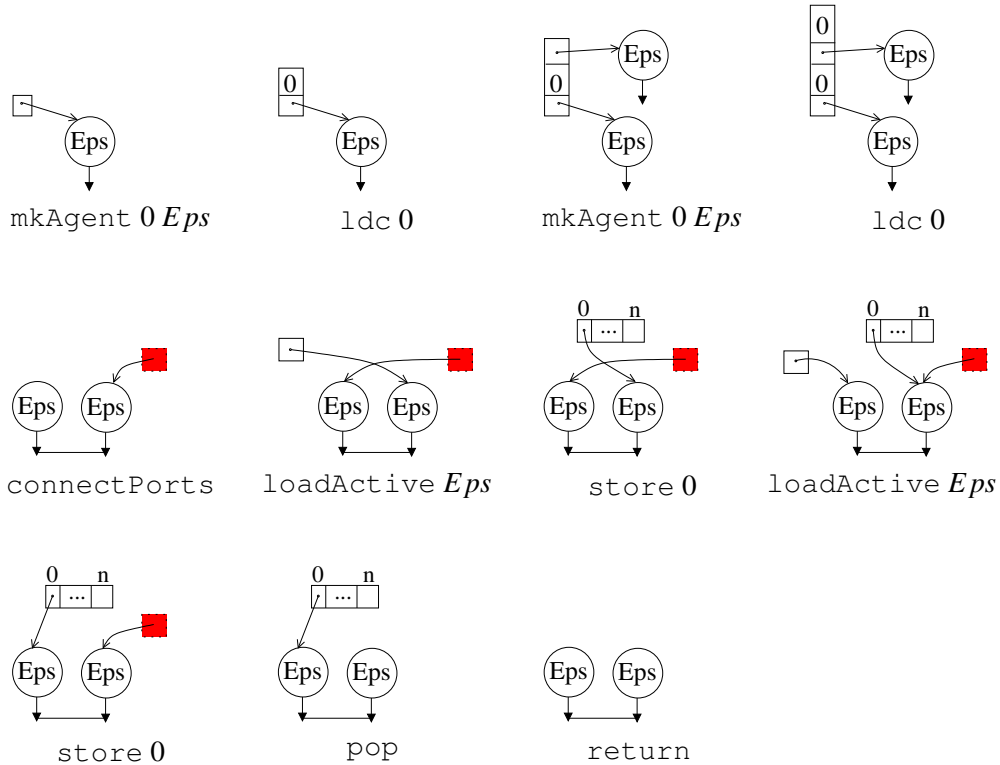 Eps
mkAgent 0 Eps
0
Eps
ldc 0
Eps
0
Eps
mkAgent 0 Eps
0
Eps
0
Eps
ldc 0
Eps Eps
connectPorts
Eps Eps
loadActive Eps
0 n
...
Eps Eps
store 0
0 n
...
Eps Eps
loadActive Eps
0 n
...
Eps Eps
store 0
0 n
...
Eps Eps
pop
Eps Eps
return